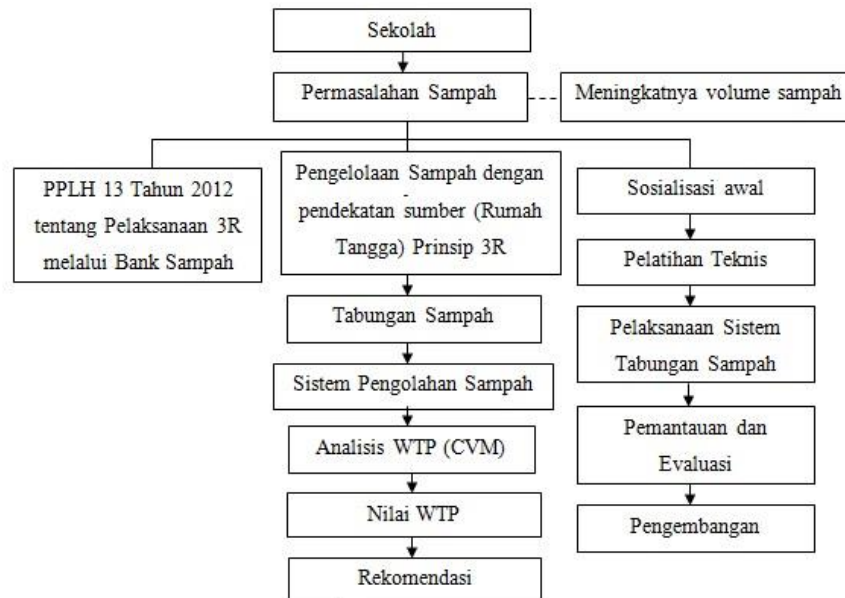 Sekolah
Permasalahan Sampah
Meningkatnya volume sampah
PPLH 13 Tahun 2012
tentang Pelaksanaan 3R
melalui Bank Sampah
Pengelolaan Sampah dengan
-
pendekatan sumber (Rumah
Tangga) Prinsip 3R
Tabungan Sampah
Sistem Pengolahan Sampah
Analisis WTP (CVM)
Nilai WTP
Rekomendasi
Sosialisasi awal
Pelatihan Teknis
Pelaksanaan Sistem
Tabungan Sampah
Pemantauan dan
Evaluasi
Pengembangan